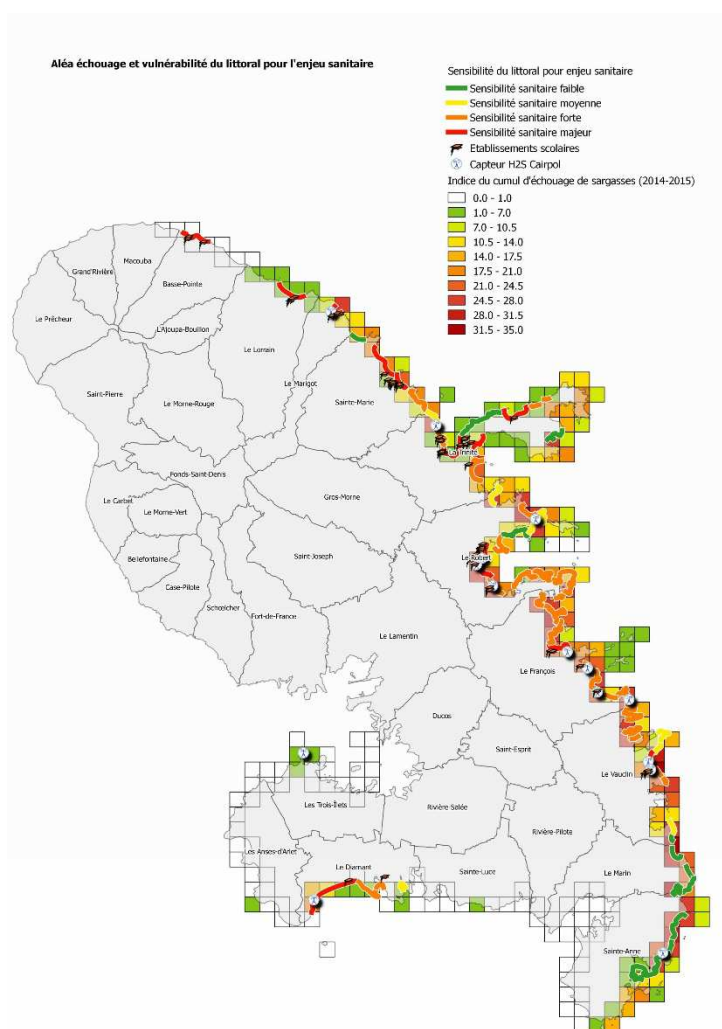 Aléa échouage et vulnérabilité du littoral pour l'enjeu sanitaire
Sensibilité du littoral pour enjeu sanitaire
Sensibilité sanitaire faible
Sensibilité sanitaire moyenne
Sensibilité sanitaire forte
Sensibilité sanitaire majeur
Etablissements scolaires
Capteur H2S Cairpol
Indice du cumul d'échouage de sargasses (2014-2015)
0.0 - 1.0
1.0 - 7.0
7.0 - 10.5
10.5 - 14.0
14.0 - 17.5
17.5 - 21.0
21.0 - 24.5
24.5 - 28.0
28.0 - 31.5
31.5 - 35.0
Macouba
Grand'Rivière
Basse-Pointe
Le Prêcheur
L'Ajoupa-Bouillon
Le Lorrain
Le Marigot
Saint-Pierre
Le Morne-Rouge
Sainte-Marie
La Trinité
Fonds-Saint-Denis
Le Carbet
Le Morne-Vert
Gros-Morne
Bellefontaine
Saint-Joseph
Le Robert
Case-Pilote
Schoelcher
Fort-de-France
Le Lamentin
Le François
Ducos
Saint-Esprit
Le Vauclin
Les Trois-Îlets
Rivière-Salée
Rivière-Pilote
Les Anses-d'Arlet
Le Diamant
Sainte-Luce
Le Marin
Sainte-Anne